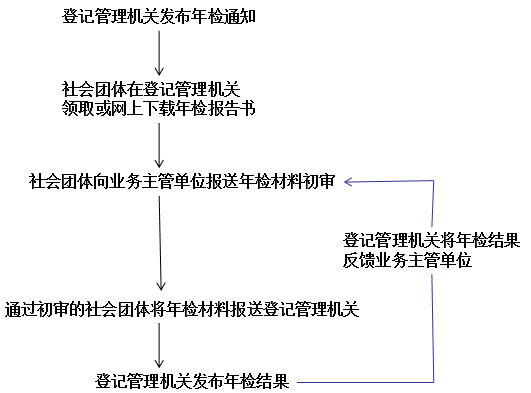 登记管理机关发布年检通知
社会团体在登记管理机关
领取或网上下载年检报告书
社会团体向业务主管单位报送年检材料初审
登记管理机关将年检结果
反馈业务主管单位
通过初审的社会团体将年检材料报送登记管理机关
登记管理机关发布年检结果